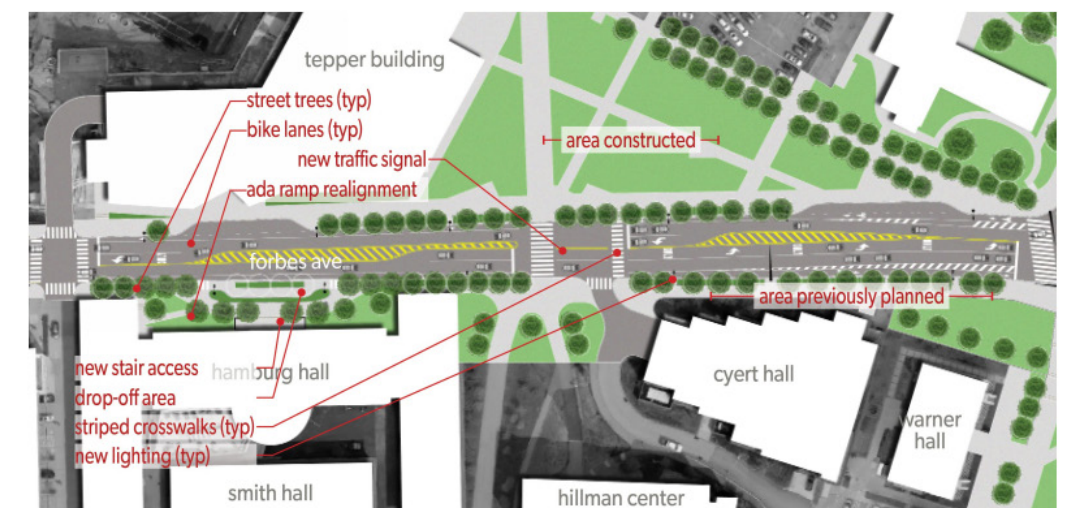 tepper building
street trees (typ)
bike lanes (typ)
area constructed
new traffic signal
ada ramp realignment
forbes ave
area previously planned
new stair access
hamburg hall
cyert hall
drop-off area
striped crosswalks (typ)
warner
hall
new lighting (typ)
smith hall
hillman center